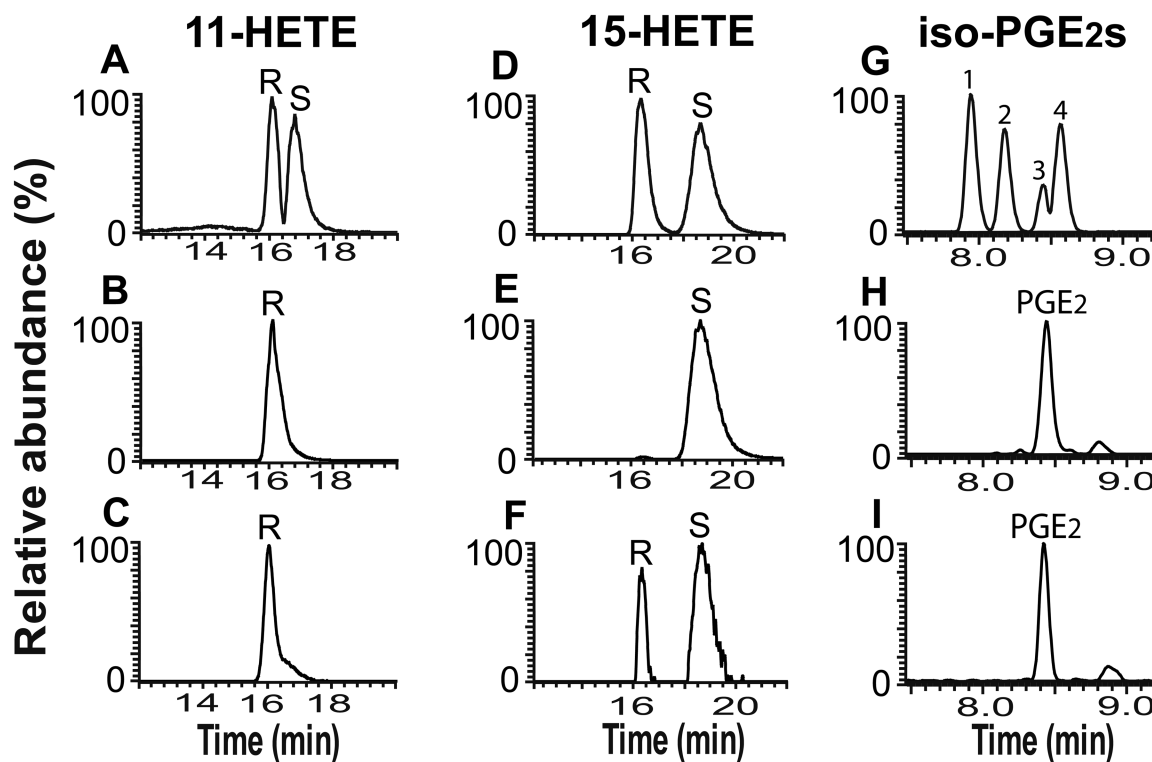 11-HETE
15-HETE
iso-PGE2s
Relative abundance (%)
A
R
S
100
0
14
16
18
D
R
S
100
0
16
20
G
1
2
3
4
100
0
8.0
9.0
B
R
100
0
14
16
18
E
S
100
0
16
20
H
PGE2
100
0
8.0
9.0
C
R
100
0
14
16
18
Time (min)
F
R
S
100
0
16
20
Time (min)
I
PGE2
100
0
8.0
9.0
Time (min)